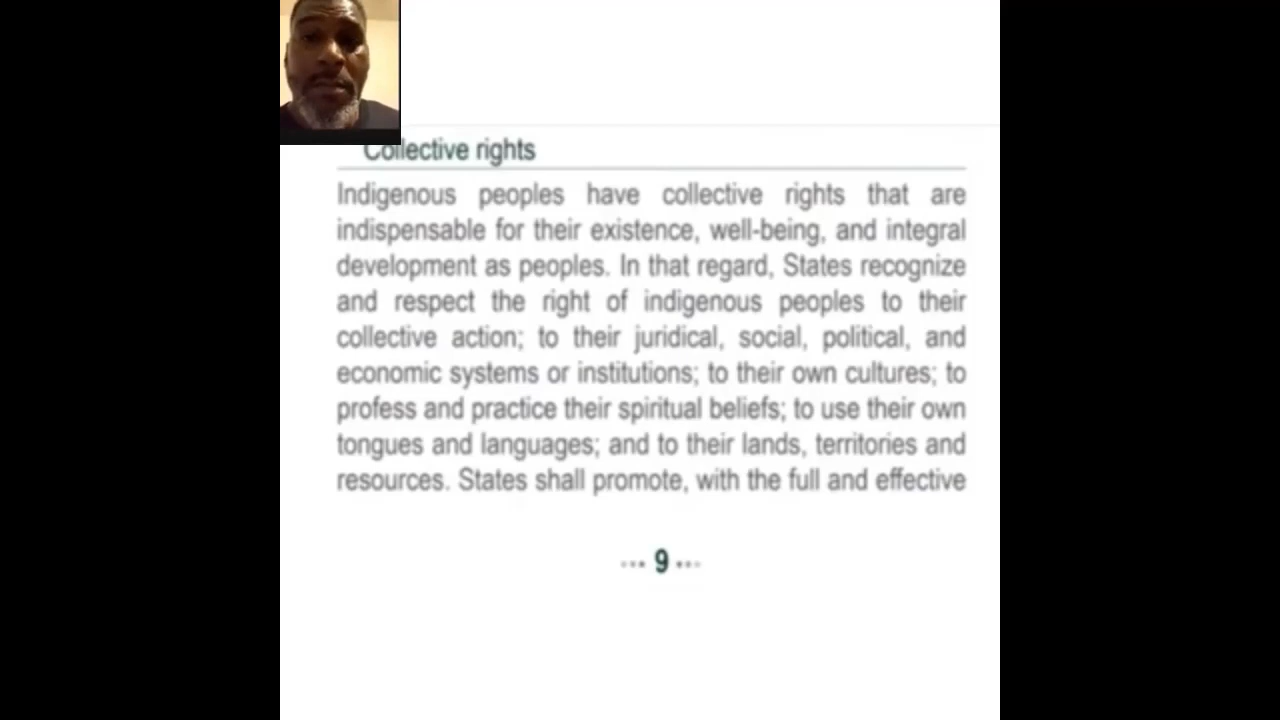 Collective rights
Indigenous peoples have collective rights that are
indispensable for their existence, well-being, and integral
development as peoples. In that regard, States recognize
and respect the right of indigenous peoples to their
collective action; to their juridical, social, political, and
economic systems or institutions; to their own cultures; to
profess and practice their spiritual beliefs; to use their own
tongues and languages; and to their lands, territories and
resources. States shall promote, with the full and effective
··· 9 ···